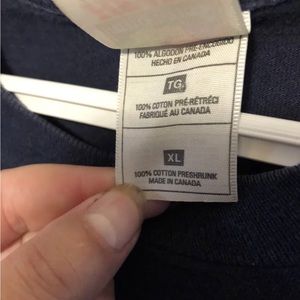 100% ALGODÓN PRE-ENCOGIDO
HECHO EN CANADA
TG
100% COTON PRÉ-RÉTRÉCI
FABRIQUÉ AU CANADA
XL
100% COTTON PRESHRUNK
MADE IN CANADA